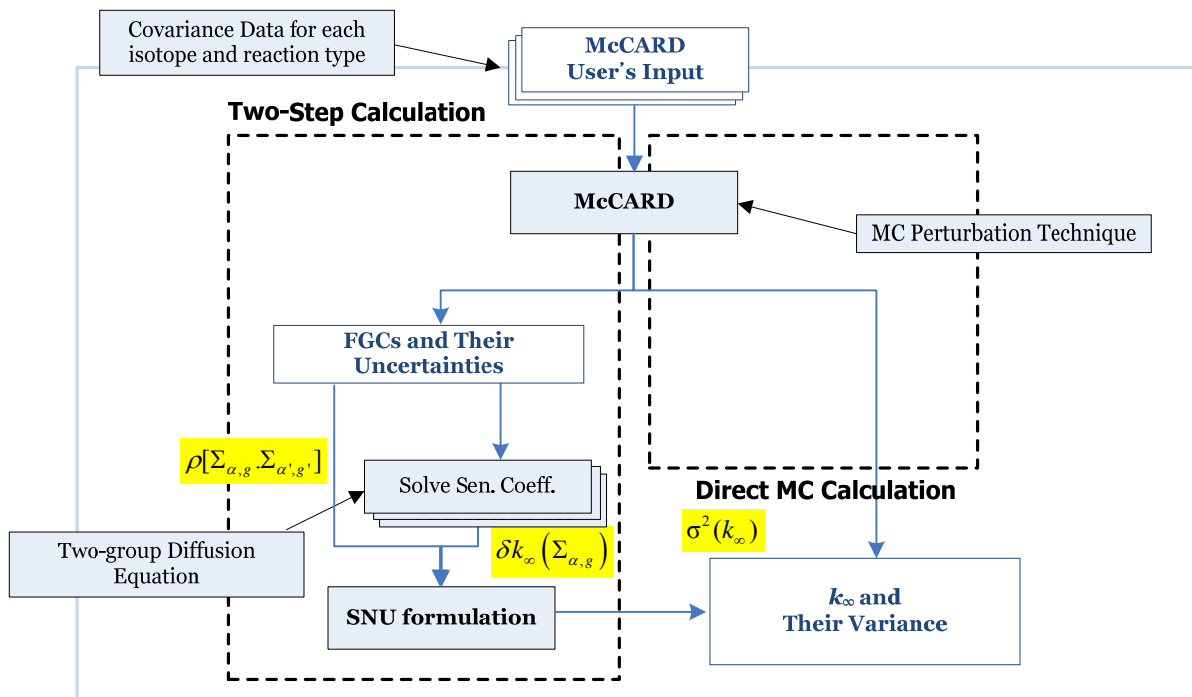 Covariance Data for each
isotope and reaction type
McCARD
User's Input
Two-Step Calculation
McCARD
MC Perturbation Technique
FGCs and Their
Uncertainties
ρ[Σα,g.Σα',g']
Solve Sen. Coeff.
Direct MC Calculation
σ²(k∞)
Two-group Diffusion
Equation
δk∞(Σα,g)
SNU formulation
k∞ and
Their Variance